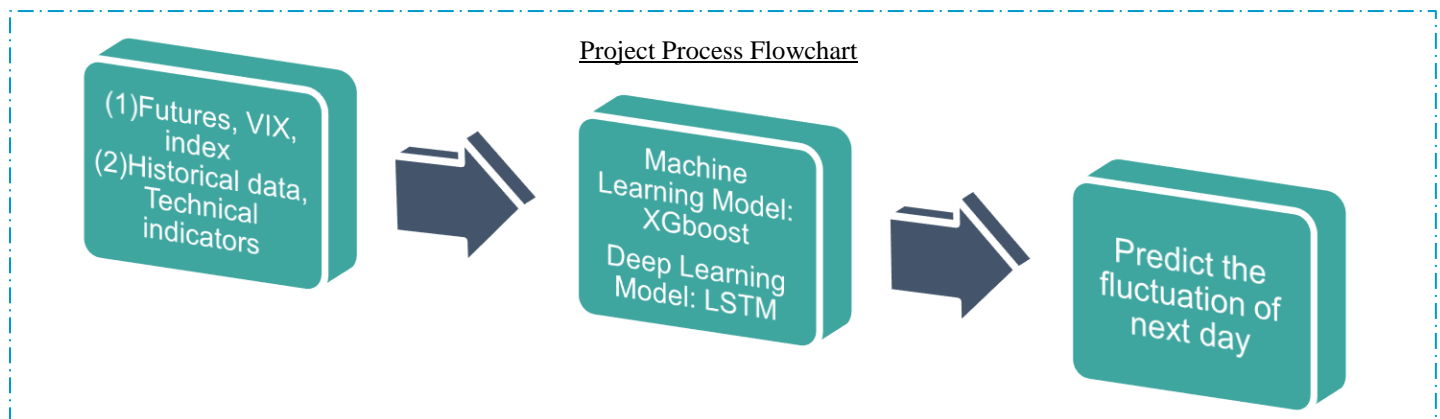 Project Process Flowchart
(1)Futures, VIX,
index
(2)Historical data,
Technical
indicators
Machine
Learning Model:
XGboost
Deep Learning
Model: LSTM
Predict the
fluctuation of
next day